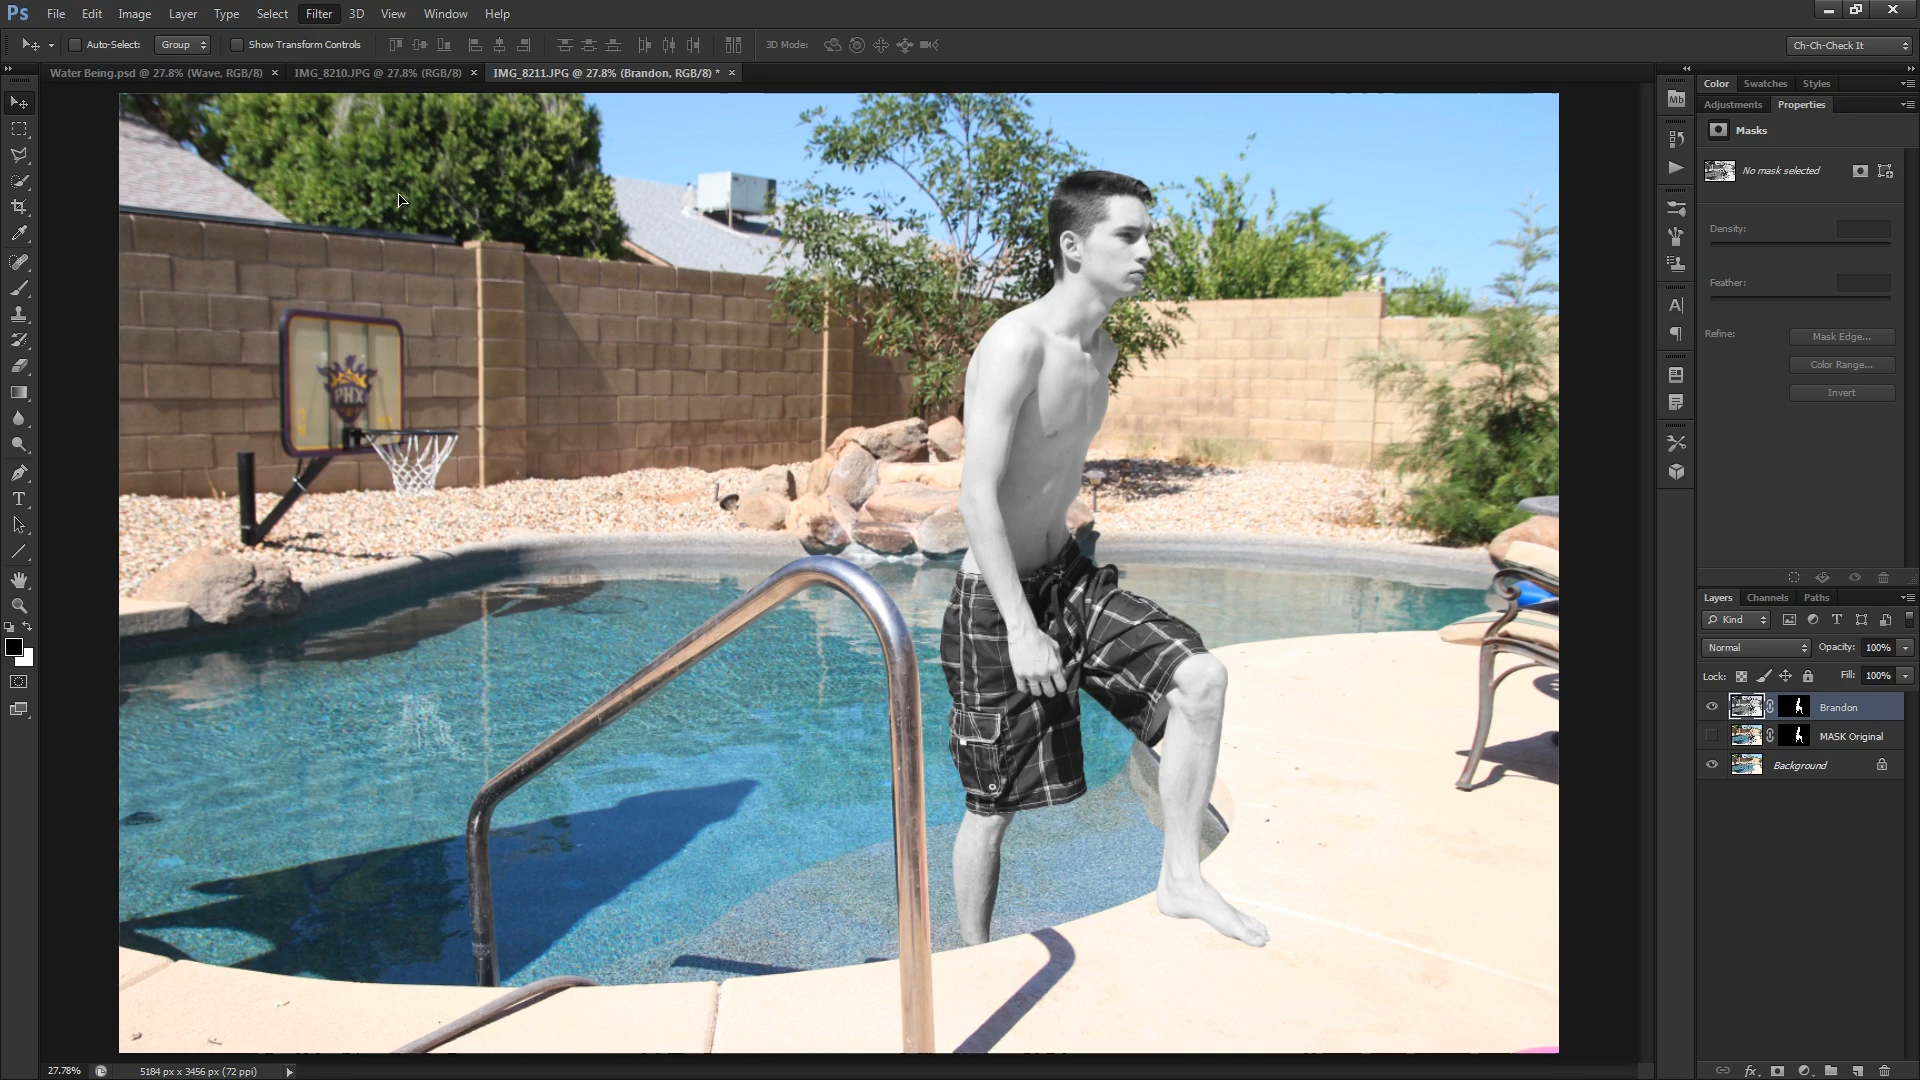 Ps File Edit Image Layer Type Select Filter 3D View Window Help
Auto-Select: Group Show Transform Controls 3D Mode: Ch-Ch-Check It
Water Being.psd @ 27.8% (Wave, RGB/8) × IMG_8210.JPG @ 27.8% (RGB/8) × IMG_8211.JPG @ 27.8% (Brandon, RGB/8) * ×
Color Swatches Styles
Mb
Adjustments Properties
Masks
No mask selected
Density:
Feather:
Refine: Mask Edge...
Color Range...
Invert
PHX
Layers Channels Paths
Kind
Normal Opacity: 100%
Lock: Fill: 100%
Brandon
MASK Original
Background
27.78% 5184 px x 3456 px (72 ppi)